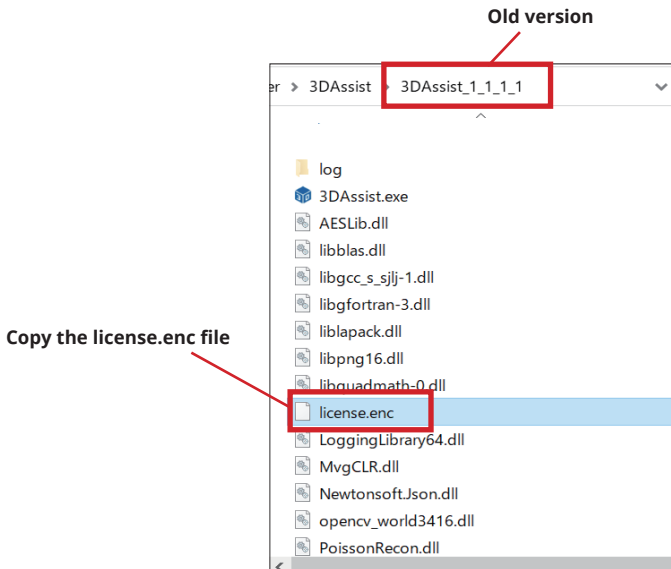 Old version
er > 3DAssist > 3DAssist_1_1_1_1
log
3DAssist.exe
AESLib.dll
libblas.dll
libgcc_s_sjlj-1.dll
libgfortran-3.dll
liblapack.dll
libpng16.dll
libquadmath-0.dll
Copy the license.enc file
license.enc
LoggingLibrary64.dll
MvgCLR.dll
Newtonsoft.Json.dll
opencv_world3416.dll
PoissonRecon.dll